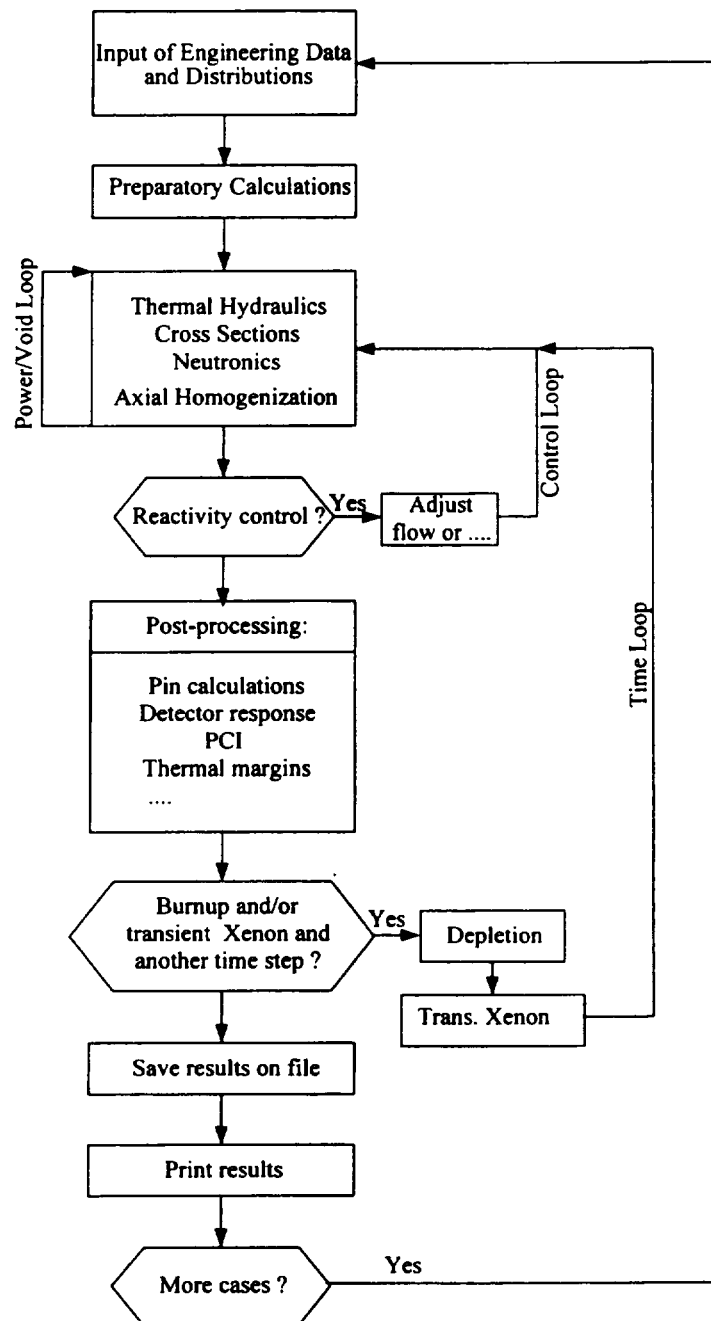 Input of Engineering Data
and Distributions
Preparatory Calculations
Power/Void Loop
Thermal Hydraulics
Cross Sections
Neutronics
Axial Homogenization
Control Loop
Reactivity control ?
Yes
Adjust
flow or ....
Time Loop
Post-processing:
Pin calculations
Detector response
PCI
Thermal margins
....
Burnup and/or
transient Xenon and
another time step ?
Yes
Depletion
Trans. Xenon
Save results on file
Print results
More cases ?
Yes